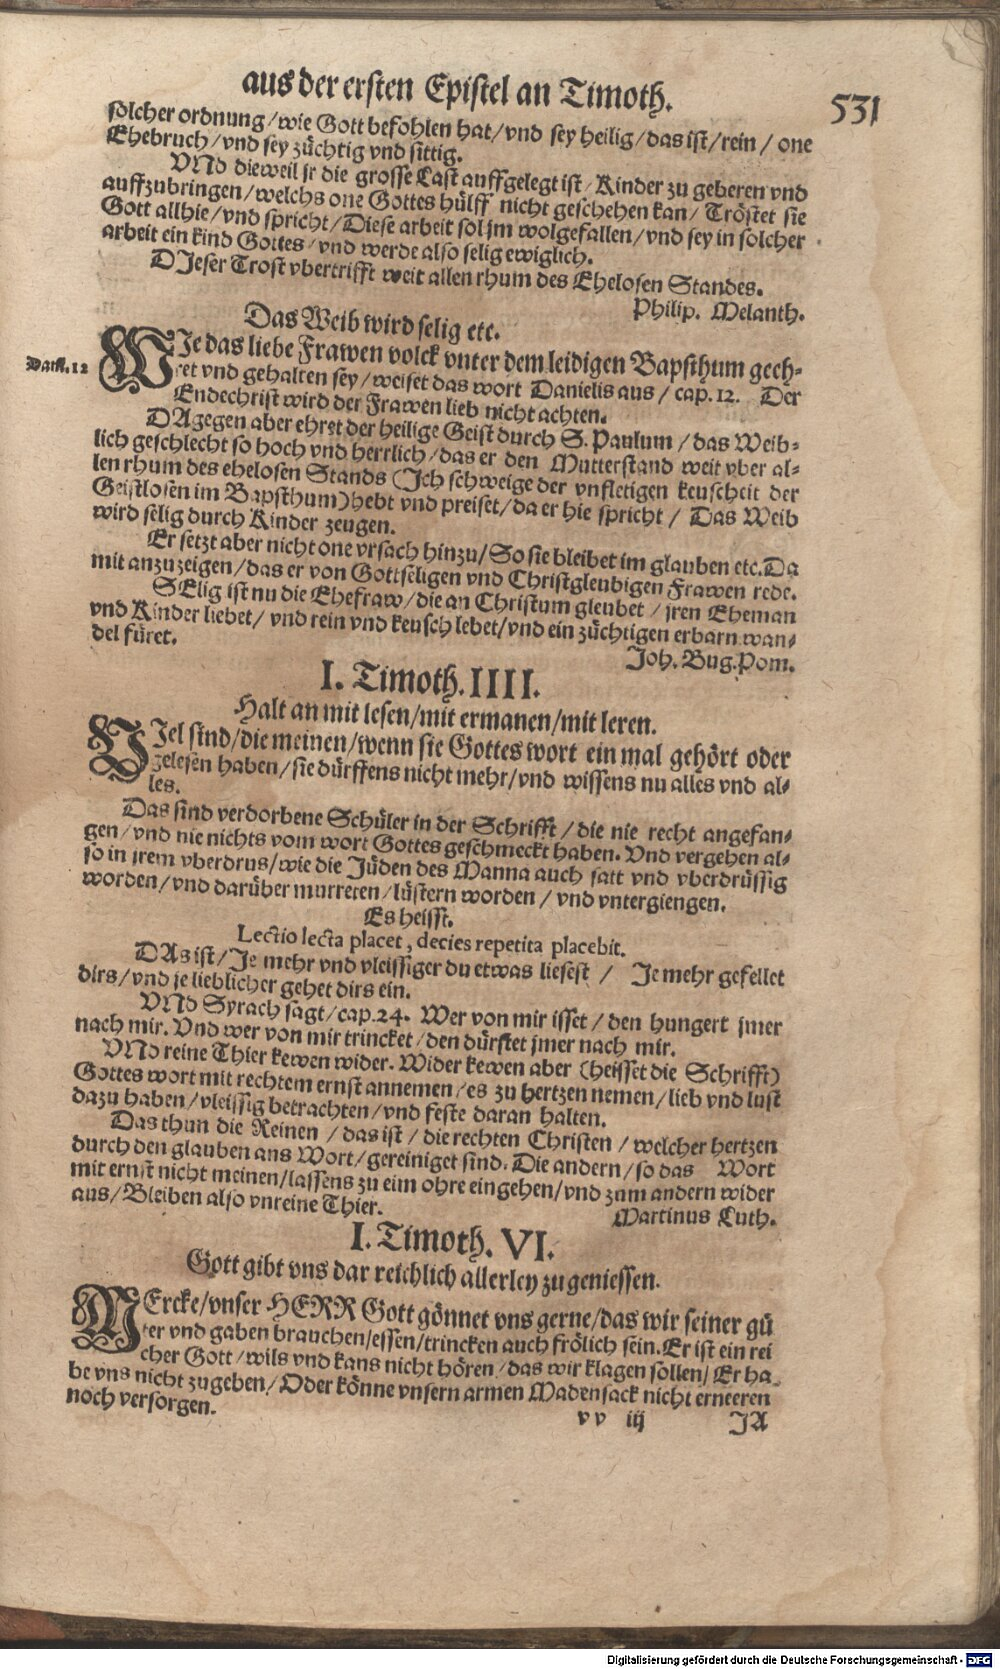 aus der ersten Epistel an Timoth.
531
solcher ordnung/wie Gott befohlen hat/vnd sey heilig/das ist/rein/one
Ehebruch/vnd sey züchtig vnd sittig.
VNd dieweil jr die grosse Last auffgelegt ist/Kinder zu geberen vnd
auffzubringen/welchs one Gottes hülff nicht geschehen kan/Tröstet sie
Gott allhie/vnd spricht/Diese arbeit sol jm wolgefallen/vnd sey in solcher
arbeit ein kind Gottes/vnd werde also selig ewiglich.
DIeser Trost vbertrifft weit allen rhum des Ehelosen Standes.
Philip. Melanth.
Das Weib wird selig etc.
WIe das liebe Frawen volck vnter dem leidigen Bapsthum geeh-
Dani. 12
ret vnd gehalten sey/weiset das wort Danielis aus/cap. 12. Der
Endechrist wird der Frawen lieb nicht achten.
DAgegen aber ehret der heilige Geist durch S. Paulum/das Weib-
lich geschlecht so hoch vnd herrlich/das er den Mutterstand weit vber al-
len rhum des ehelosen Stands (Ich schweige der vnfletigen keuscheit der
Geistlosen im Bapsthum) hebt vnd preiset/da er hie spricht/Das Weib
wird selig durch Kinder zeugen.
Er setzt aber nicht one vrsach hinzu/So sie bleibet im glauben etc. Da
mit anzuzeigen/das er von Gottseligen vnd Christgleubigen Frawen rede.
SElig ist nu die Ehefraw/die an Christum gleubet/jren Eheman
vnd Kinder liebet/vnd rein vnd keusch lebet/vnd ein züchtigen erbarn wan-
del füret.
Joh. Bug. Pom.
I. Timoth. IIII.
Halt an mit lesen/mit ermanen/mit leren.
VIel sind/die meinen/wenn sie Gottes wort ein mal gehört oder
gelesen haben/sie dürffens nicht mehr/vnd wissens nu alles vnd al-
les.
Das sind verdorbene Schüler in der Schrifft/die nie recht angefan-
gen/vnd nie nichts vom wort Gottes geschmeckt haben. Vnd vergehen al-
so in jrem vberdrus/wie die Jüden des Manna auch satt vnd vberdrüssig
worden/vnd darüber murreten/lüstern worden/vnd vntergiengen.
Es heisst.
Lectio lecta placet, decies repetita placebit.
DAs ist/Je mehr vnd vleissiger du etwas liesest/Je mehr gefellet
dirs/vnd je lieblicher gehet dirs ein.
VNd Syrach sagt/cap. 24. Wer von mir isset/den hungert jmer
nach mir. Vnd wer von mir trincket/den dürstet jmer nach mir.
VNd reine Thier kewen wider. Wider kewen aber (heisset die Schrifft)
Gottes wort mit rechtem ernst annemen/es zu hertzen nemen/lieb vnd lust
dazu haben/vleissig betrachten/vnd feste daran halten.
Das thun die Reinen/das ist/die rechten Christen/welcher hertzen
durch den glauben ans Wort/gereiniget sind. Die andern/so das Wort
mit ernst nicht meinen/lassens zu eim ohre eingehen/vnd zum andern wider
aus/Bleiben also vnreine Thier.
Martinus Luth.
I. Timoth. VI.
Gott gibt vns dar reichlich allerley zu geniessen.
MErcke/vnser HERR Gott gönnet vns gerne/das wir seiner gü
ter vnd gaben brauchen/essen/trincken auch frölich sein. Er ist ein rei
cher Gott/wils vnd kans nicht hören/das wir klagen sollen/Er ha-
be vns nicht zugeben/Oder könne vnsern armen Madensack nicht erneeren
noch versorgen.
vv iij
JA
Digitalisierung gefördert durch die Deutsche Forschungsgemeinschaft - DFG